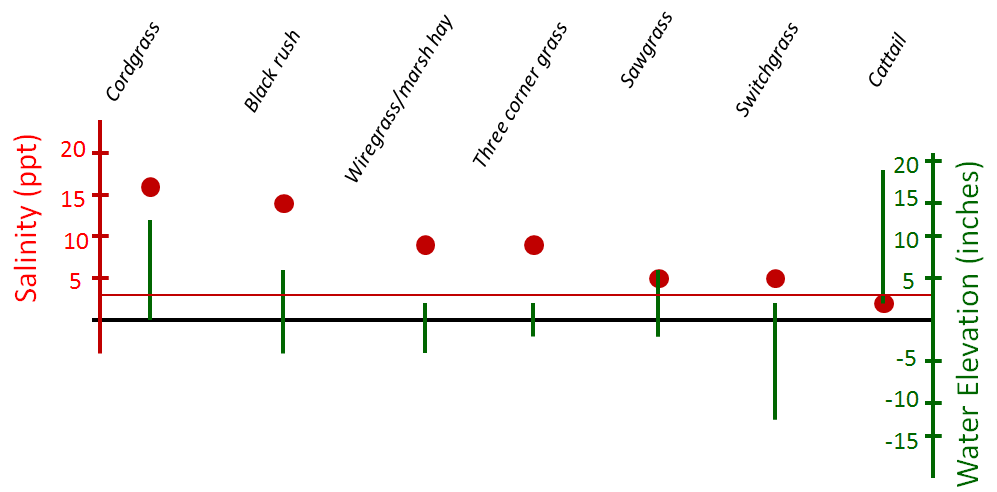 Cordgrass
Black rush
Wiregrass/marsh hay
Three corner grass
Sawgrass
Switchgrass
Cattail
Salinity (ppt)
20
15
10
5
Water Elevation (inches)
20
15
10
5
-5
-10
-15